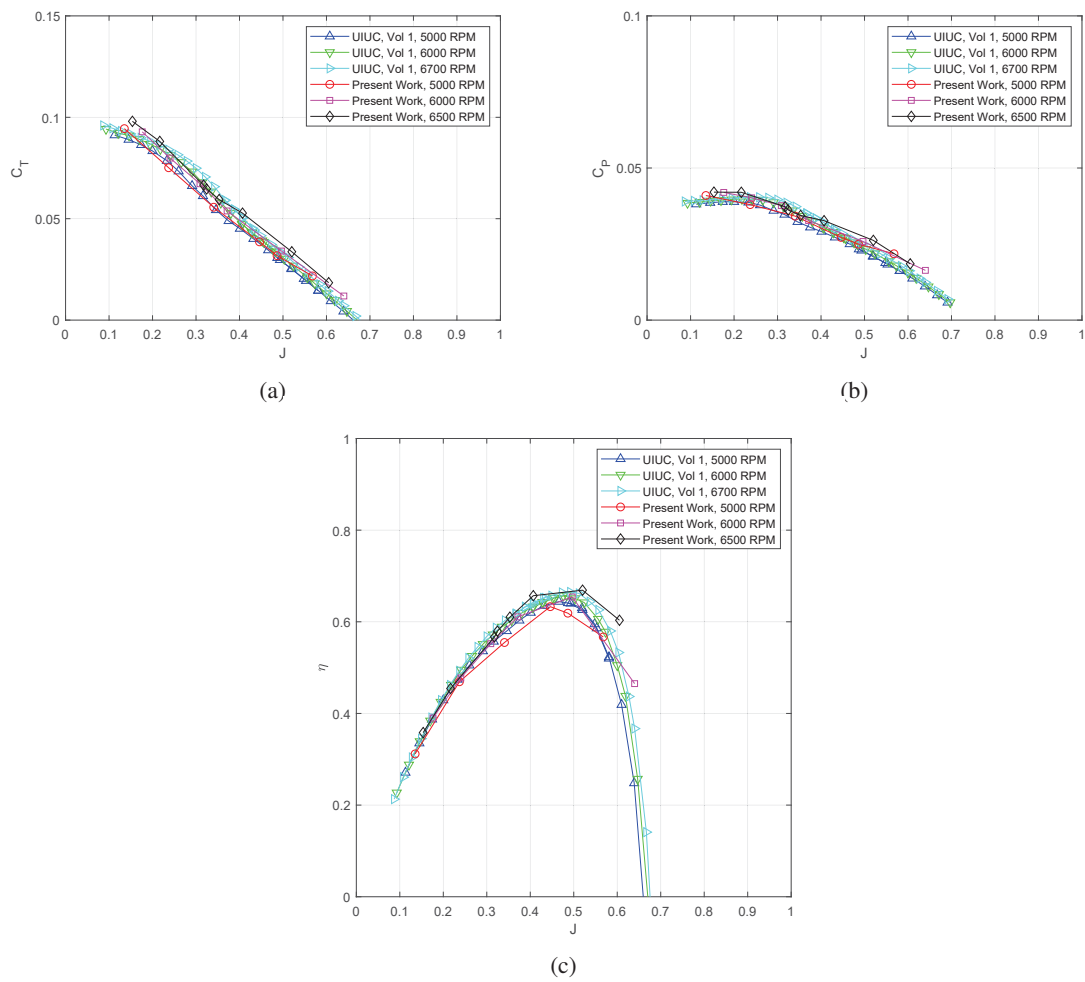 0.15
0.1
0.05
0
C_T
0 0.1 0.2 0.3 0.4 0.5 0.6 0.7 0.8 0.9 1
J
UIUC, Vol 1, 5000 RPM
UIUC, Vol 1, 6000 RPM
UIUC, Vol 1, 6700 RPM
Present Work, 5000 RPM
Present Work, 6000 RPM
Present Work, 6500 RPM
(a)
0.1
0.05
0
C_P
0 0.1 0.2 0.3 0.4 0.5 0.6 0.7 0.8 0.9 1
J
UIUC, Vol 1, 5000 RPM
UIUC, Vol 1, 6000 RPM
UIUC, Vol 1, 6700 RPM
Present Work, 5000 RPM
Present Work, 6000 RPM
Present Work, 6500 RPM
(b)
1
0.8
0.6
0.4
0.2
0
η
0 0.1 0.2 0.3 0.4 0.5 0.6 0.7 0.8 0.9 1
J
UIUC, Vol 1, 5000 RPM
UIUC, Vol 1, 6000 RPM
UIUC, Vol 1, 6700 RPM
Present Work, 5000 RPM
Present Work, 6000 RPM
Present Work, 6500 RPM
(c)